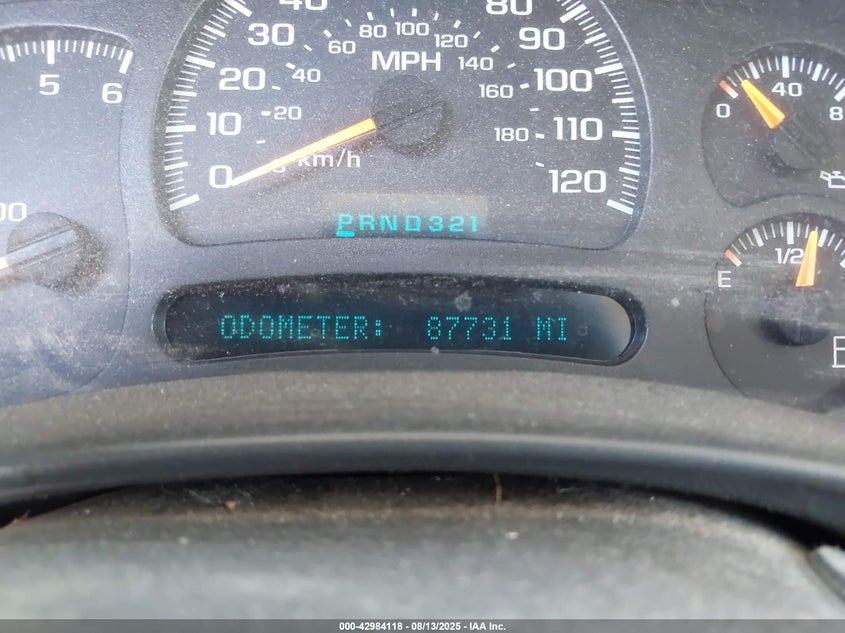 40 80
30 60 80 100 120 90
MPH
5 6 20 40 140 100 40
160
0 8
10 20 180 110
0 km/h 120
00
PRND321
E 1/2
ODOMETER: 87731 MI
000-42984118 - 08/13/2025 - IAA Inc.